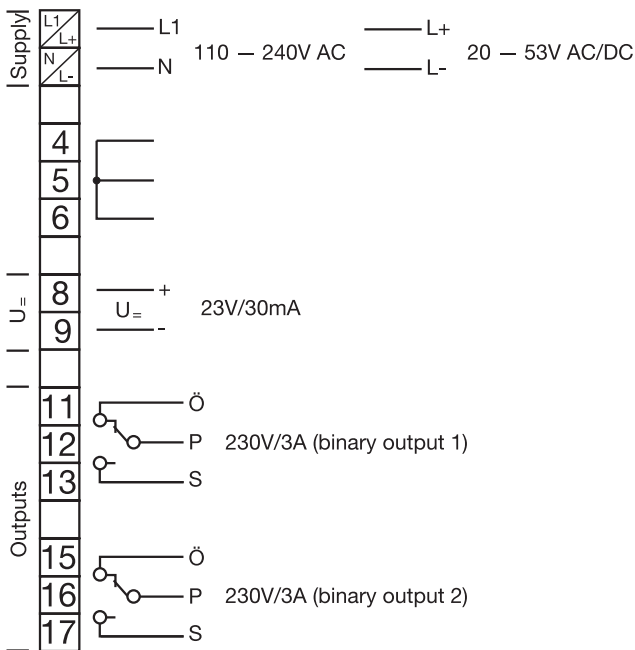 Supply
L1
L+
L1
110 – 240V AC
L+
20 – 53V AC/DC
N
L-
N
L-
4
5
6
U=
8
+
U=
23V/30mA
9
-
Outputs
11
Ö
12
P
230V/3A (binary output 1)
13
S
15
Ö
16
P
230V/3A (binary output 2)
17
S